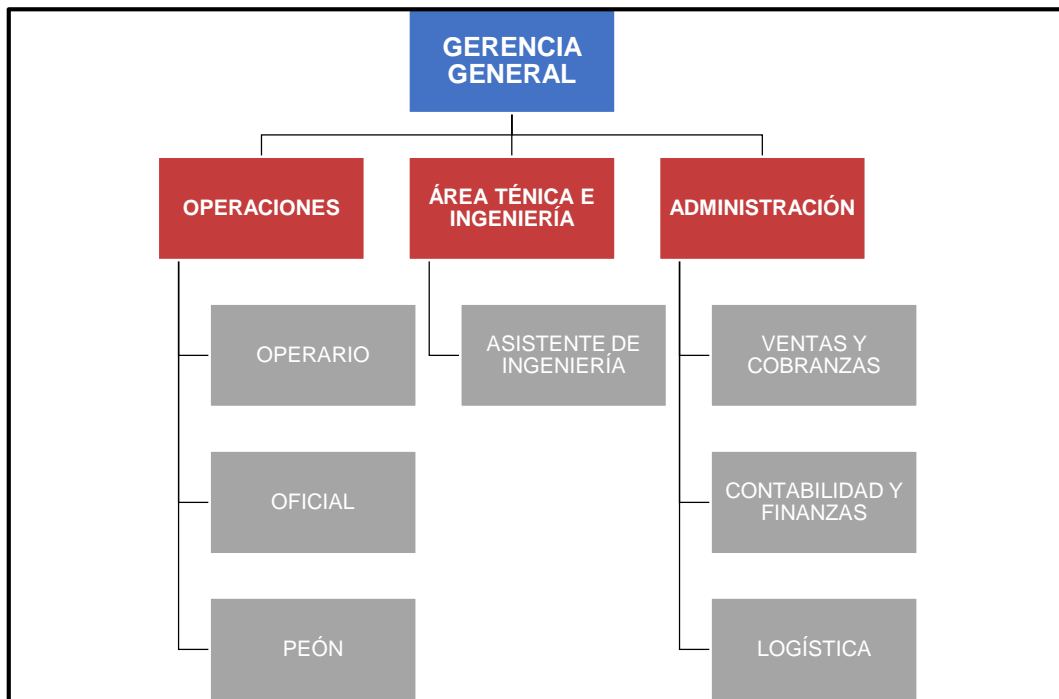 GERENCIA
GENERAL
OPERACIONES
ÁREA TÉNICA E
INGENIERÍA
ADMINISTRACIÓN
OPERARIO
ASISTENTE DE
INGENIERÍA
VENTAS Y
COBRANZAS
OFICIAL
CONTABILIDAD Y
FINANZAS
PEÓN
LOGÍSTICA